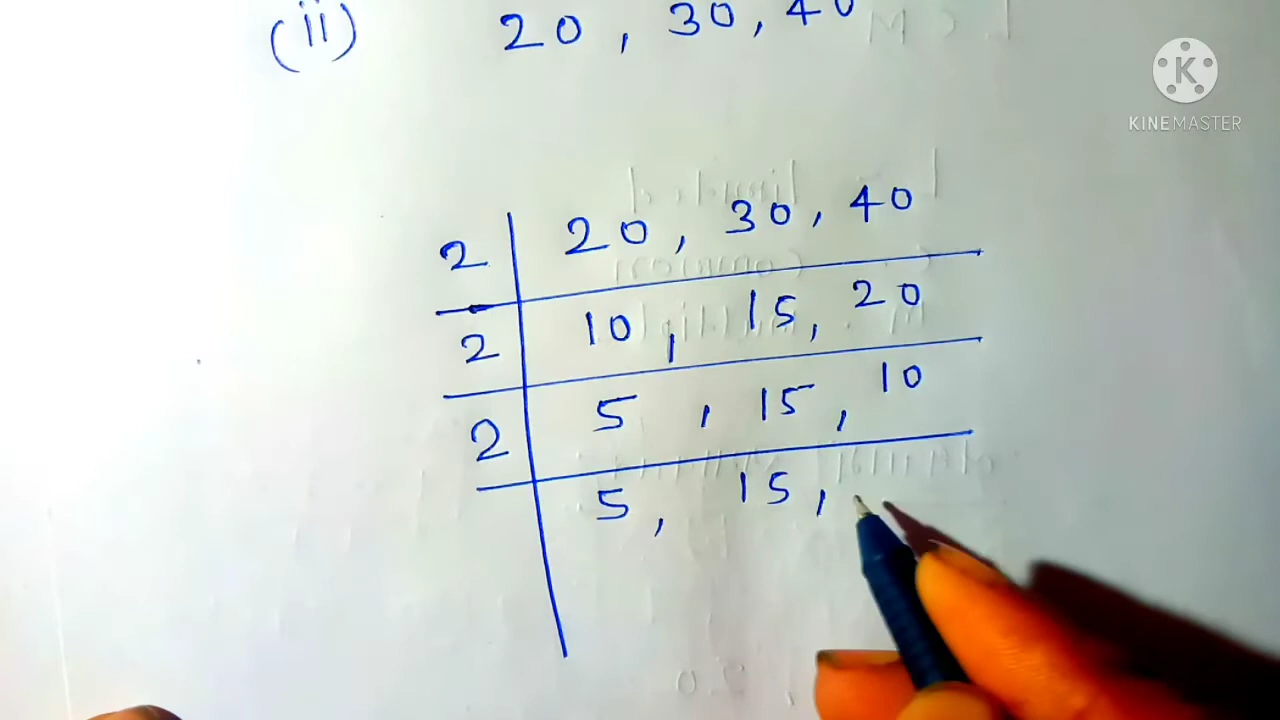 (ii) 20, 30, 40
K
KINEMASTER
2 20, 30, 40
2 10, 15, 20
2 5, 15, 10
5, 15,